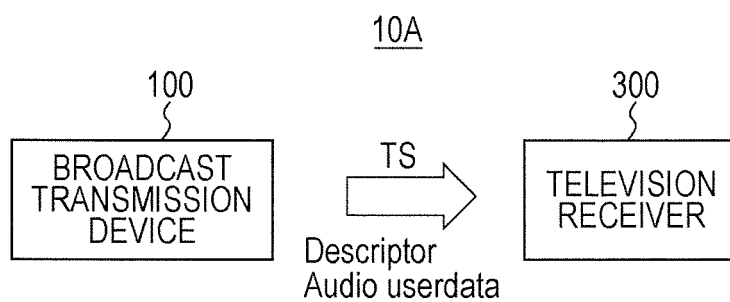 10A
100
300
BROADCAST
TRANSMISSION
DEVICE
TS
Descriptor
Audio userdata
TELEVISION
RECEIVER